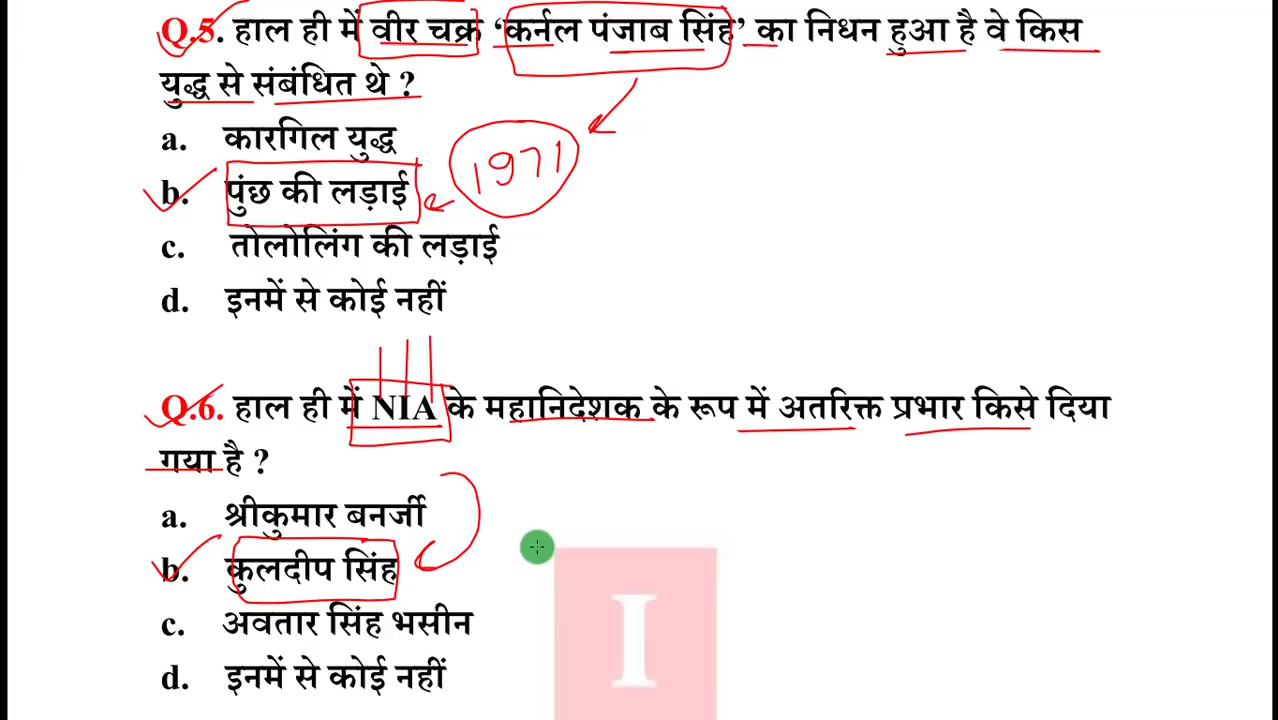 Q.5. हाल ही में वीर चक्र ‘कर्नल पंजाब सिंह’ का निधन हुआ है वे किस
युद्ध से संबंधित थे ?
a. कारगिल युद्ध
1971
b. पुंछ की लड़ाई
c. तोलोलिंग की लड़ाई
d. इनमें से कोई नहीं
Q.6. हाल ही में NIA के महानिदेशक के रूप में अतरिक्त प्रभार किसे दिया
गया है ?
a. श्रीकुमार बनर्जी
b. कुलदीप सिंह
c. अवतार सिंह भसीन
d. इनमें से कोई नहीं
I